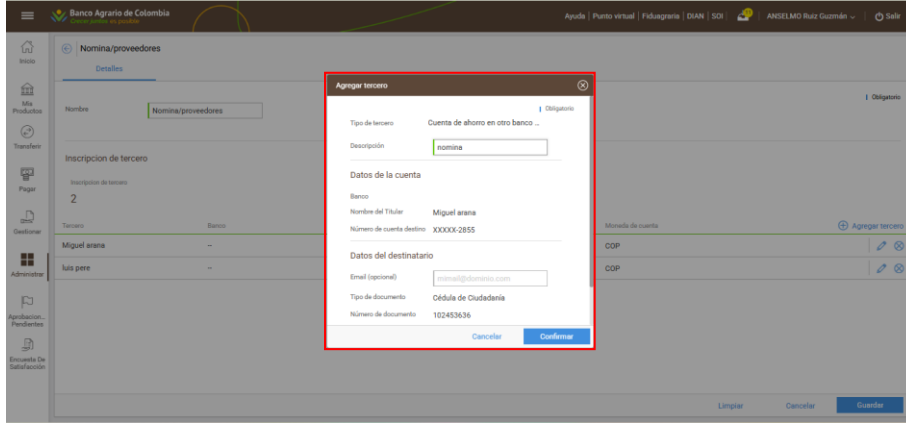 Banco Agrario de Colombia
Crecer juntos es posible
Ayuda | Punto virtual | Fiduagraria | DIAN | SOI
ANSELMO Ruiz Guzmán
Salir
Inicio
Mis Productos
Transferir
Pagar
Gestionar
Administrar
Aprobacion... Pendientes
Encuesta De Satisfacción
Nomina/proveedores
Detalles
Obligatorio
Nombre
Nomina/proveedores
Inscripcion de tercero
Inscripcion de tercero
2
Tercero Banco Moneda de cuenta Agregar tercero
Miguel arana – COP
luis pere – COP
Agregar tercero
Obligatorio
Tipo de tercero Cuenta de ahorro en otro banco ...
Descripción nomina
Datos de la cuenta
Banco
Nombre del Titular Miguel arana
Número de cuenta destino XXXXX-2855
Datos del destinatario
Email (opcional) mimail@dominio.com
Tipo de documento Cédula de Ciudadanía
Número de documento 102453636
Cancelar Confirmar
Limpiar Cancelar Guardar